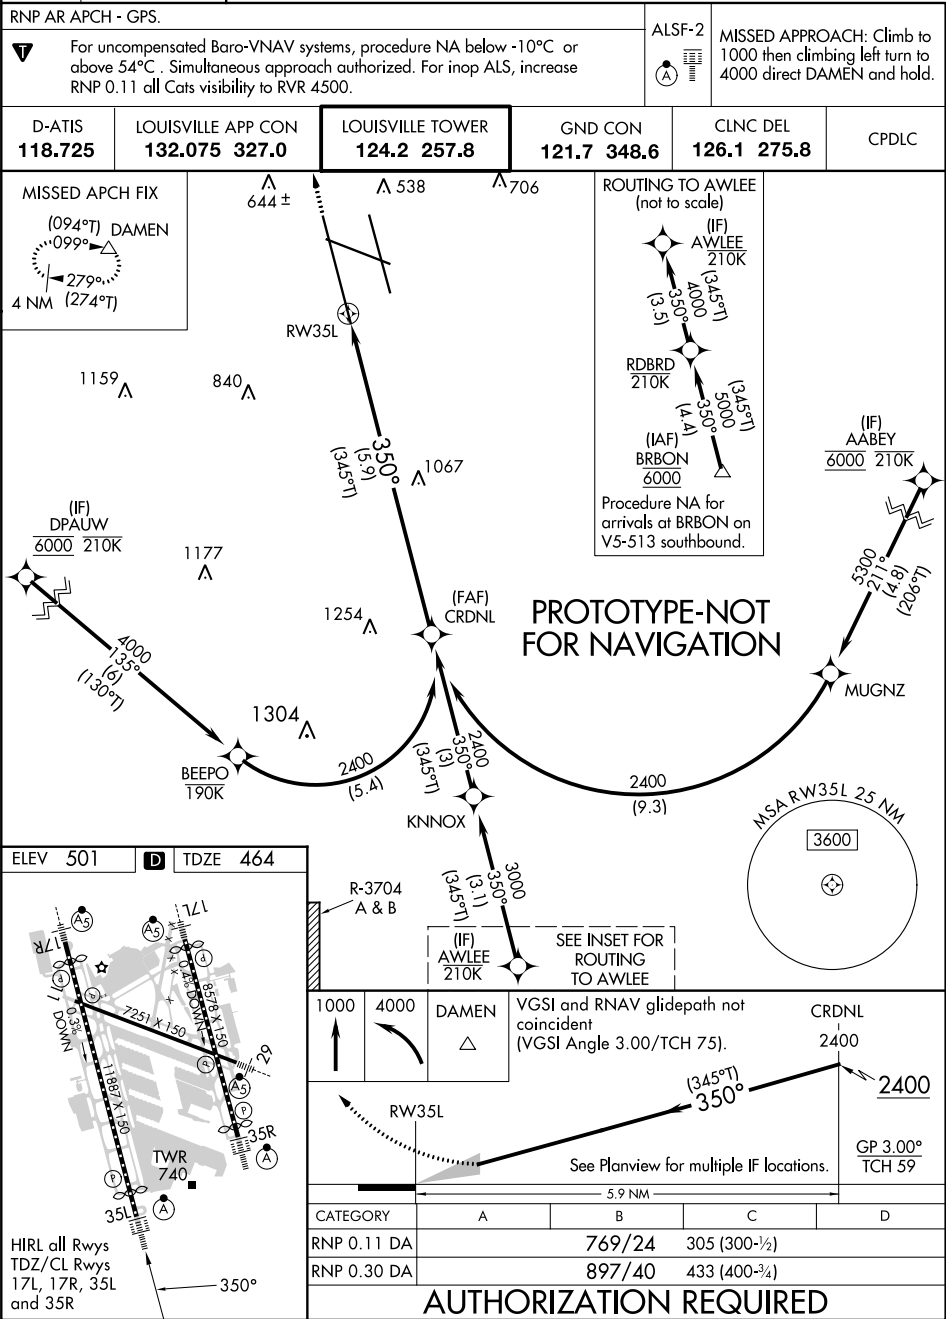 RNP AR APCH - GPS.
T
For uncompensated Baro-VNAV systems, procedure NA below -10°C or
above 54°C . Simultaneous approach authorized. For inop ALS, increase
RNP 0.11 all Cats visibility to RVR 4500.
ALSF-2
A
MISSED APPROACH: Climb to
1000 then climbing left turn to
4000 direct DAMEN and hold.
D-ATIS
118.725
LOUISVILLE APP CON
132.075 327.0
LOUISVILLE TOWER
124.2 257.8
GND CON
121.7 348.6
CLNC DEL
126.1 275.8
CPDLC
MISSED APCH FIX
(094°T) DAMEN
099°
279°
4 NM (274°T)
644 ±
538
706
RW35L
1159
840
350°
(5.9)
(345°T)
1067
ROUTING TO AWLEE
(not to scale)
(IF)
AWLEE
210K
(345°T)
4000
350°
(3.5)
RDBRD
210K
(345°T)
5000
350°
(4.4)
(IAF)
BRBON
6000
Procedure NA for
arrivals at BRBON on
V5-513 southbound.
(IF)
AABEY
6000 210K
5300
211°
(4.8)
(206°T)
MUGNZ
(IF)
DPAUW
6000 210K
1177
1254
(FAF)
CRDNL
PROTOTYPE-NOT
FOR NAVIGATION
4000
135°
(6)
(130°T)
1304
BEEPO
190K
2400
(5.4)
2400
350°
(3)
(345°T)
2400
(9.3)
KNNOX
3000
350°
(3.1)
(345°T)
MSA RW35L 25 NM
3600
R-3704
A & B
(IF)
AWLEE
210K
SEE INSET FOR
ROUTING
TO AWLEE
ELEV 501
D
TDZE 464
A5
A5
17L
17R
P
P
P
11
0.3%
DOWN
7251 X 150
0.4% DOWN
8578 X 150
11887 X 150
P
29
A5
P
35R
A
TWR
740
P
35L
A
HIRL all Rwys
TDZ/CL Rwys
17L, 17R, 35L
and 35R
350°
1000
4000
DAMEN
VGSI and RNAV glidepath not
coincident
(VGSI Angle 3.00/TCH 75).
CRDNL
2400
2400
(345°T)
350°
RW35L
See Planview for multiple IF locations.
GP 3.00°
TCH 59
5.9 NM
CATEGORY A B C D
RNP 0.11 DA 769/24 305 (300-½)
RNP 0.30 DA 897/40 433 (400-¾)
AUTHORIZATION REQUIRED